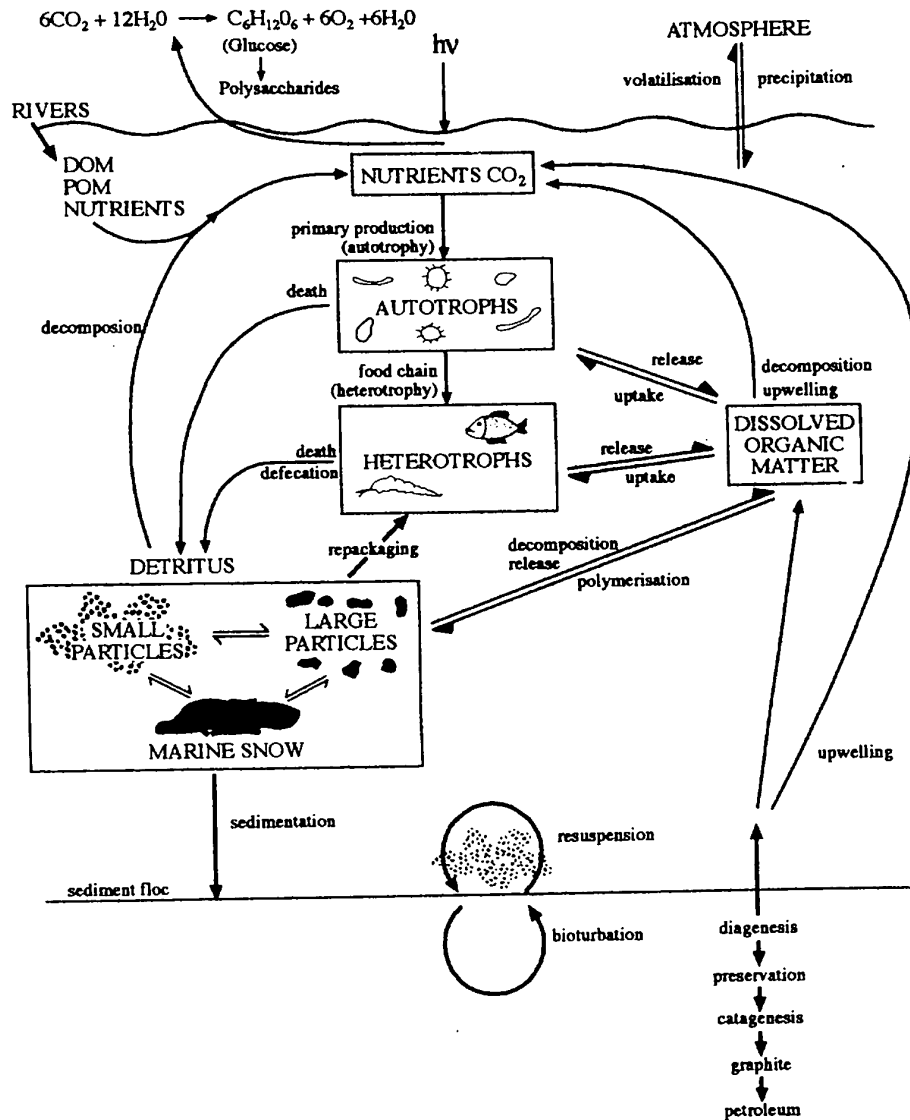 6CO₂ + 12H₂0 → C₆H₁₂0₆ + 6O₂ +6H₂0
(Glucose)
Polysaccharides
hν
ATMOSPHERE
volatilisation
precipitation
RIVERS
DOM
POM
NUTRIENTS
NUTRIENTS CO₂
primary production
(autotrophy)
death
AUTOTROPHS
decomposion
food chain
(heterotrophy)
release
uptake
decomposition
upwelling
DISSOLVED
ORGANIC
MATTER
death
defecation
HETEROTROPHS
release
uptake
repackaging
decomposition
release
polymerisation
DETRITUS
SMALL
PARTICLES
LARGE
PARTICLES
MARINE SNOW
upwelling
sedimentation
resuspension
sediment floc
bioturbation
diagenesis
preservation
catagenesis
graphite
petroleum